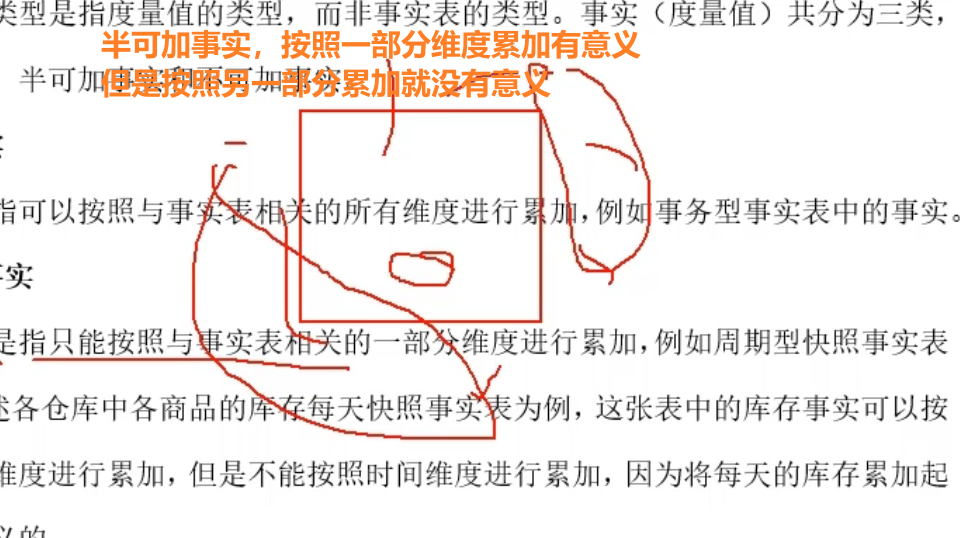 类型是指度量值的类型，而非事实表的类型。事实（度量值）共分为三类，
半可加事实，按照一部分维度累加有意义
半可加事实和不可加事实
但是按照另一部分累加就没有意义
指可以按照与事实表相关的所有维度进行累加，例如事务型事实表中的事实。
事实
是指只能按照与事实表相关的一部分维度进行累加，例如周期型快照事实表
述各仓库中各商品的库存每天快照事实表为例，这张表中的库存事实可以按
维度进行累加，但是不能按照时间维度进行累加，因为将每天的库存累加起
义的